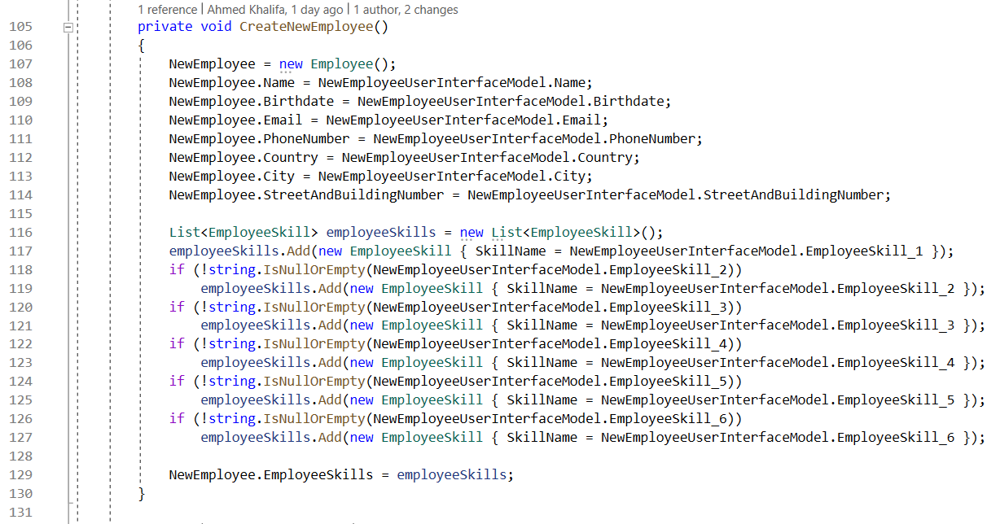 1 reference | Ahmed Khalifa, 1 day ago | 1 author, 2 changes
105 private void CreateNewEmployee()
106 {
107 NewEmployee = new Employee();
108 NewEmployee.Name = NewEmployeeUserInterfaceModel.Name;
109 NewEmployee.Birthdate = NewEmployeeUserInterfaceModel.Birthdate;
110 NewEmployee.Email = NewEmployeeUserInterfaceModel.Email;
111 NewEmployee.PhoneNumber = NewEmployeeUserInterfaceModel.PhoneNumber;
112 NewEmployee.Country = NewEmployeeUserInterfaceModel.Country;
113 NewEmployee.City = NewEmployeeUserInterfaceModel.City;
114 NewEmployee.StreetAndBuildingNumber = NewEmployeeUserInterfaceModel.StreetAndBuildingNumber;
115
116 List<EmployeeSkill> employeeSkills = new List<EmployeeSkill>();
117 employeeSkills.Add(new EmployeeSkill { SkillName = NewEmployeeUserInterfaceModel.EmployeeSkill_1 });
118 if (!string.IsNullOrEmpty(NewEmployeeUserInterfaceModel.EmployeeSkill_2))
119 employeeSkills.Add(new EmployeeSkill { SkillName = NewEmployeeUserInterfaceModel.EmployeeSkill_2 });
120 if (!string.IsNullOrEmpty(NewEmployeeUserInterfaceModel.EmployeeSkill_3))
121 employeeSkills.Add(new EmployeeSkill { SkillName = NewEmployeeUserInterfaceModel.EmployeeSkill_3 });
122 if (!string.IsNullOrEmpty(NewEmployeeUserInterfaceModel.EmployeeSkill_4))
123 employeeSkills.Add(new EmployeeSkill { SkillName = NewEmployeeUserInterfaceModel.EmployeeSkill_4 });
124 if (!string.IsNullOrEmpty(NewEmployeeUserInterfaceModel.EmployeeSkill_5))
125 employeeSkills.Add(new EmployeeSkill { SkillName = NewEmployeeUserInterfaceModel.EmployeeSkill_5 });
126 if (!string.IsNullOrEmpty(NewEmployeeUserInterfaceModel.EmployeeSkill_6))
127 employeeSkills.Add(new EmployeeSkill { SkillName = NewEmployeeUserInterfaceModel.EmployeeSkill_6 });
128
129 NewEmployee.EmployeeSkills = employeeSkills;
130 }
131